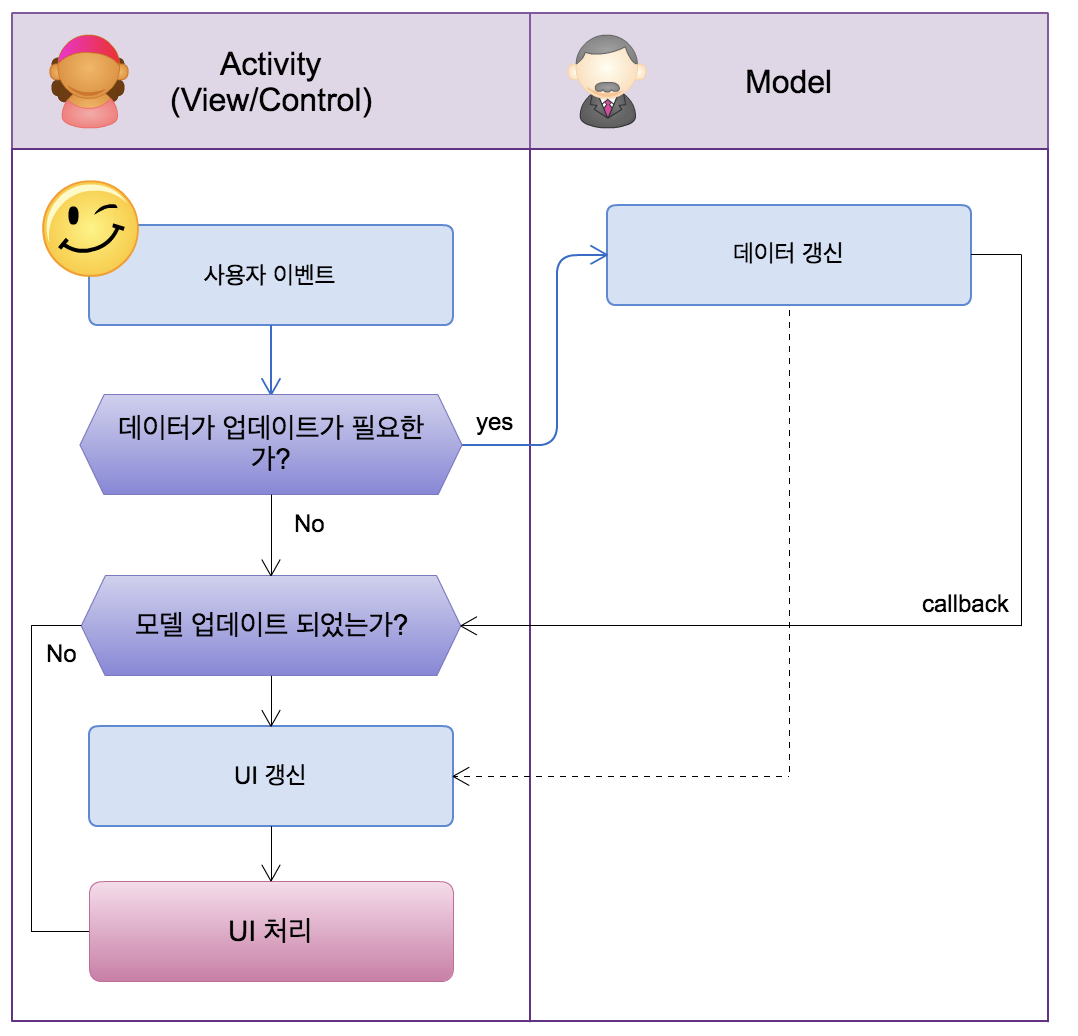 Activity
(View/Control)
Model
사용자 이벤트
데이터 갱신
데이터가 업데이트가 필요한
가?
yes
No
모델 업데이트 되었는가?
callback
No
UI 갱신
UI 처리